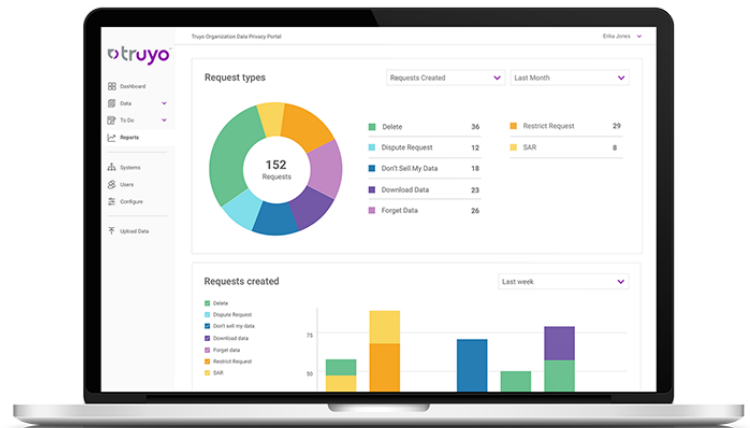 Truyo Organization Data Privacy Portal
Erika Jones
truyo
Dashboard
Data
To Do
Reports
Systems
Users
Configure
Upload Data
Request types
Requests Created
Last Month
152
Requests
Delete 36
Dispute Request 12
Don't Sell My Data 18
Download Data 23
Forget Data 26
Restrict Request 29
SAR 8
Requests created
Last week
Delete
Dispute Request
Don't sell my data
Download data
Forget data
Restrict Request
SAR
75
50